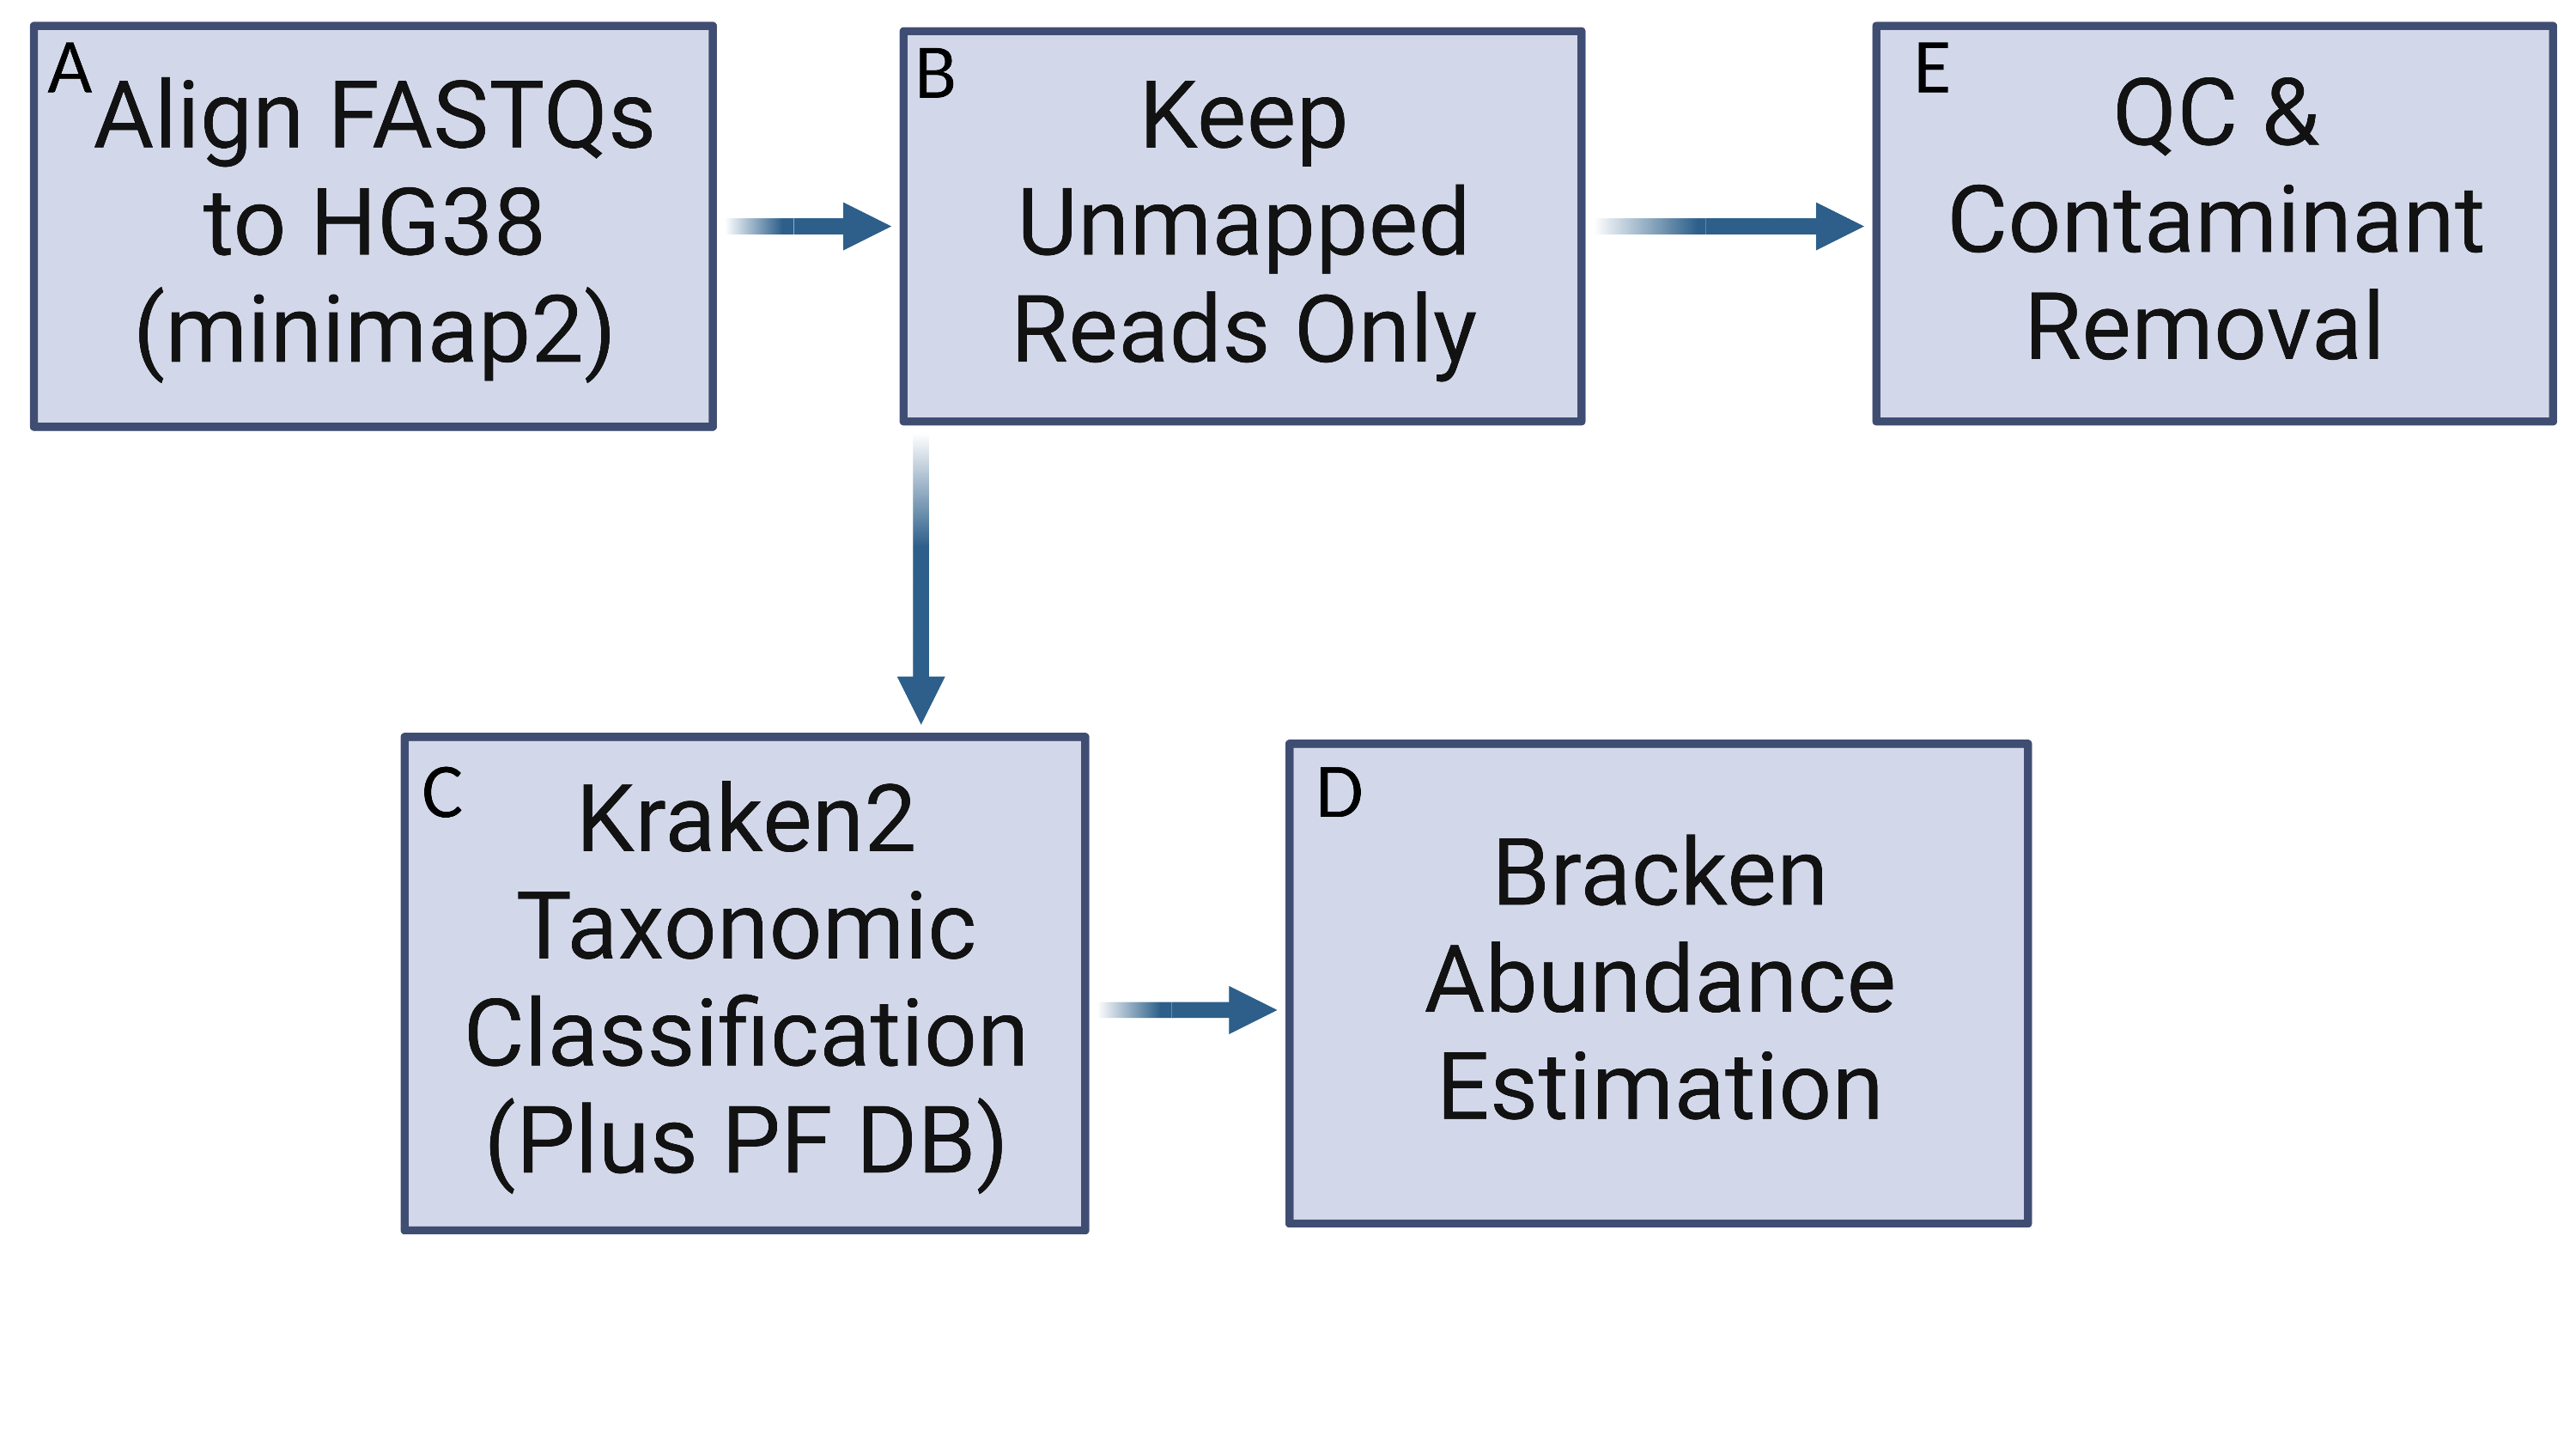 A
Align FASTQs
to HG38
(minimap2)
B
Keep
Unmapped
Reads Only
E
QC &
Contaminant
Removal
C
Kraken2
Taxonomic
Classification
(Plus PF DB)
D
Bracken
Abundance
Estimation